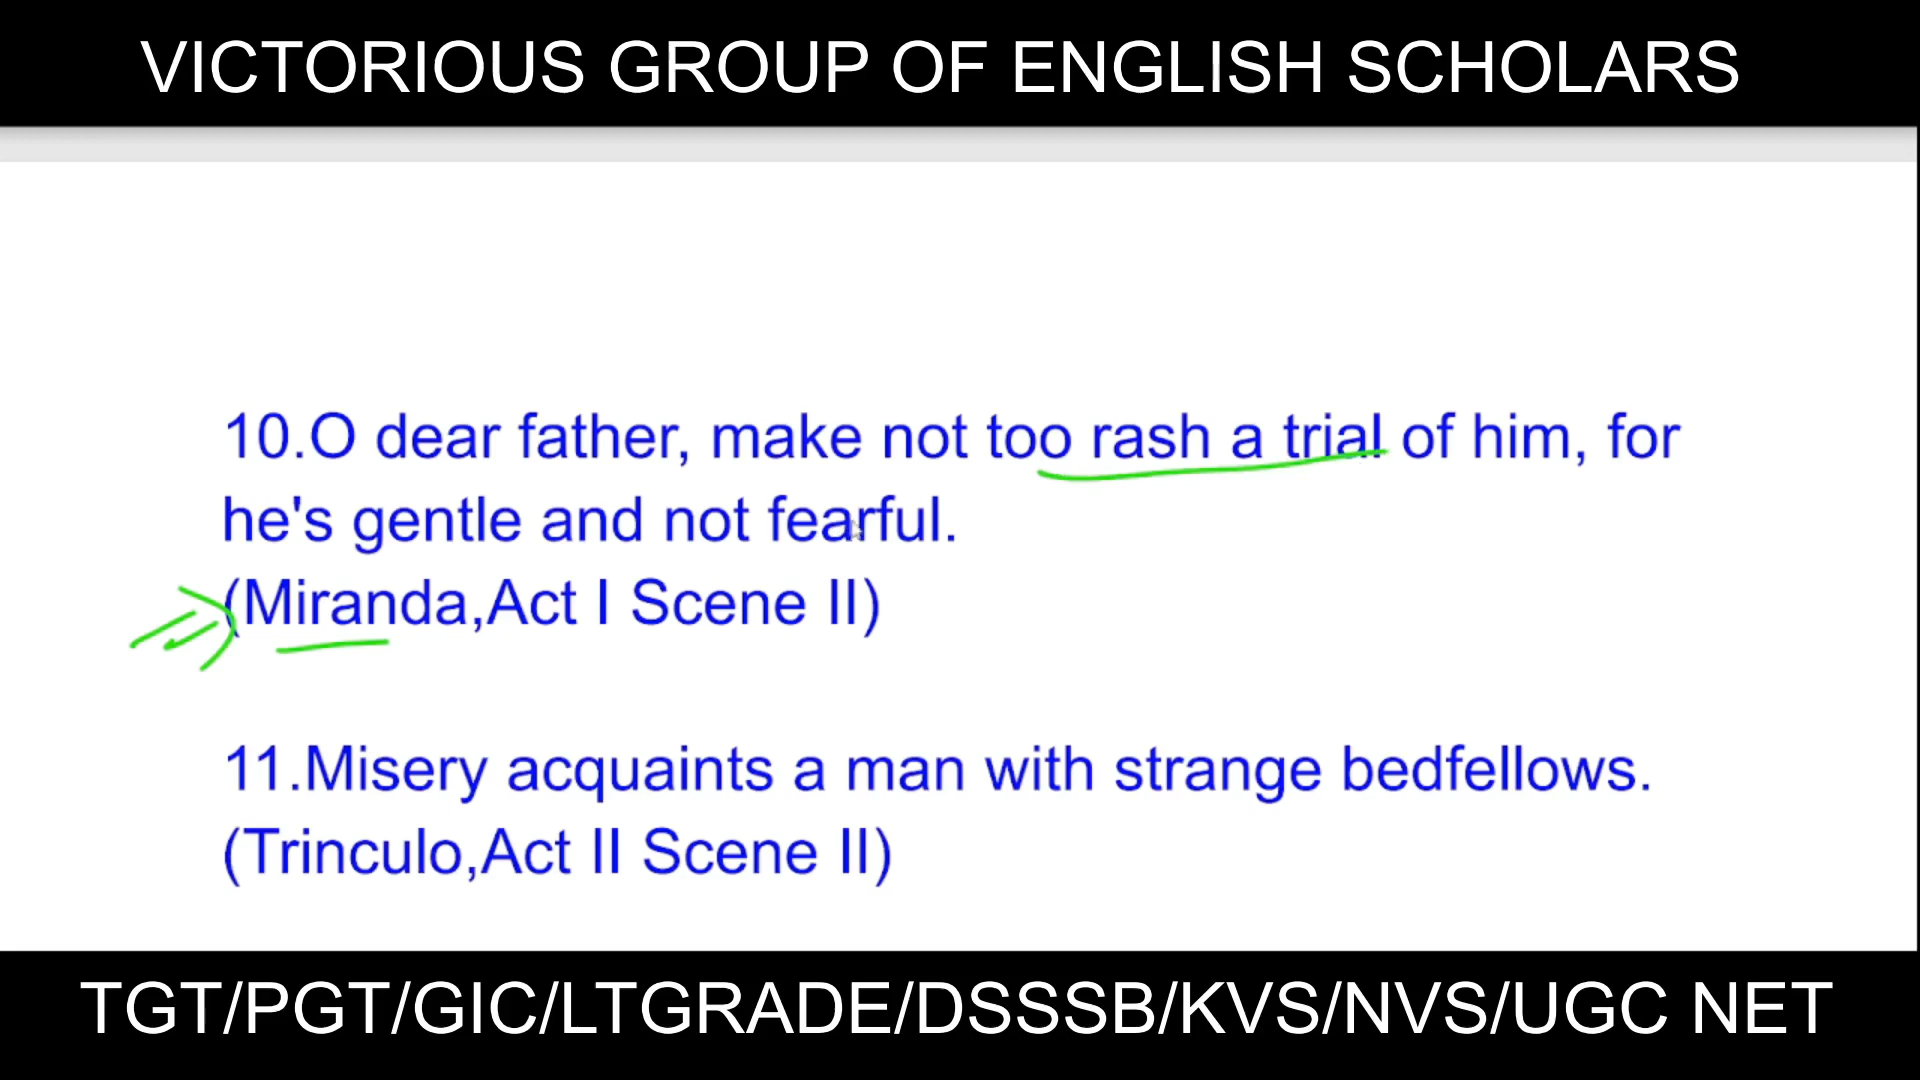 VICTORIOUS GROUP OF ENGLISH SCHOLARS
10.O dear father, make not too rash a trial of him, for
he's gentle and not fearful.
(Miranda,Act I Scene II)
11.Misery acquaints a man with strange bedfellows.
(Trinculo,Act II Scene II)
TGT/PGT/GIC/LTGRADE/DSSSB/KVS/NVS/UGC NET